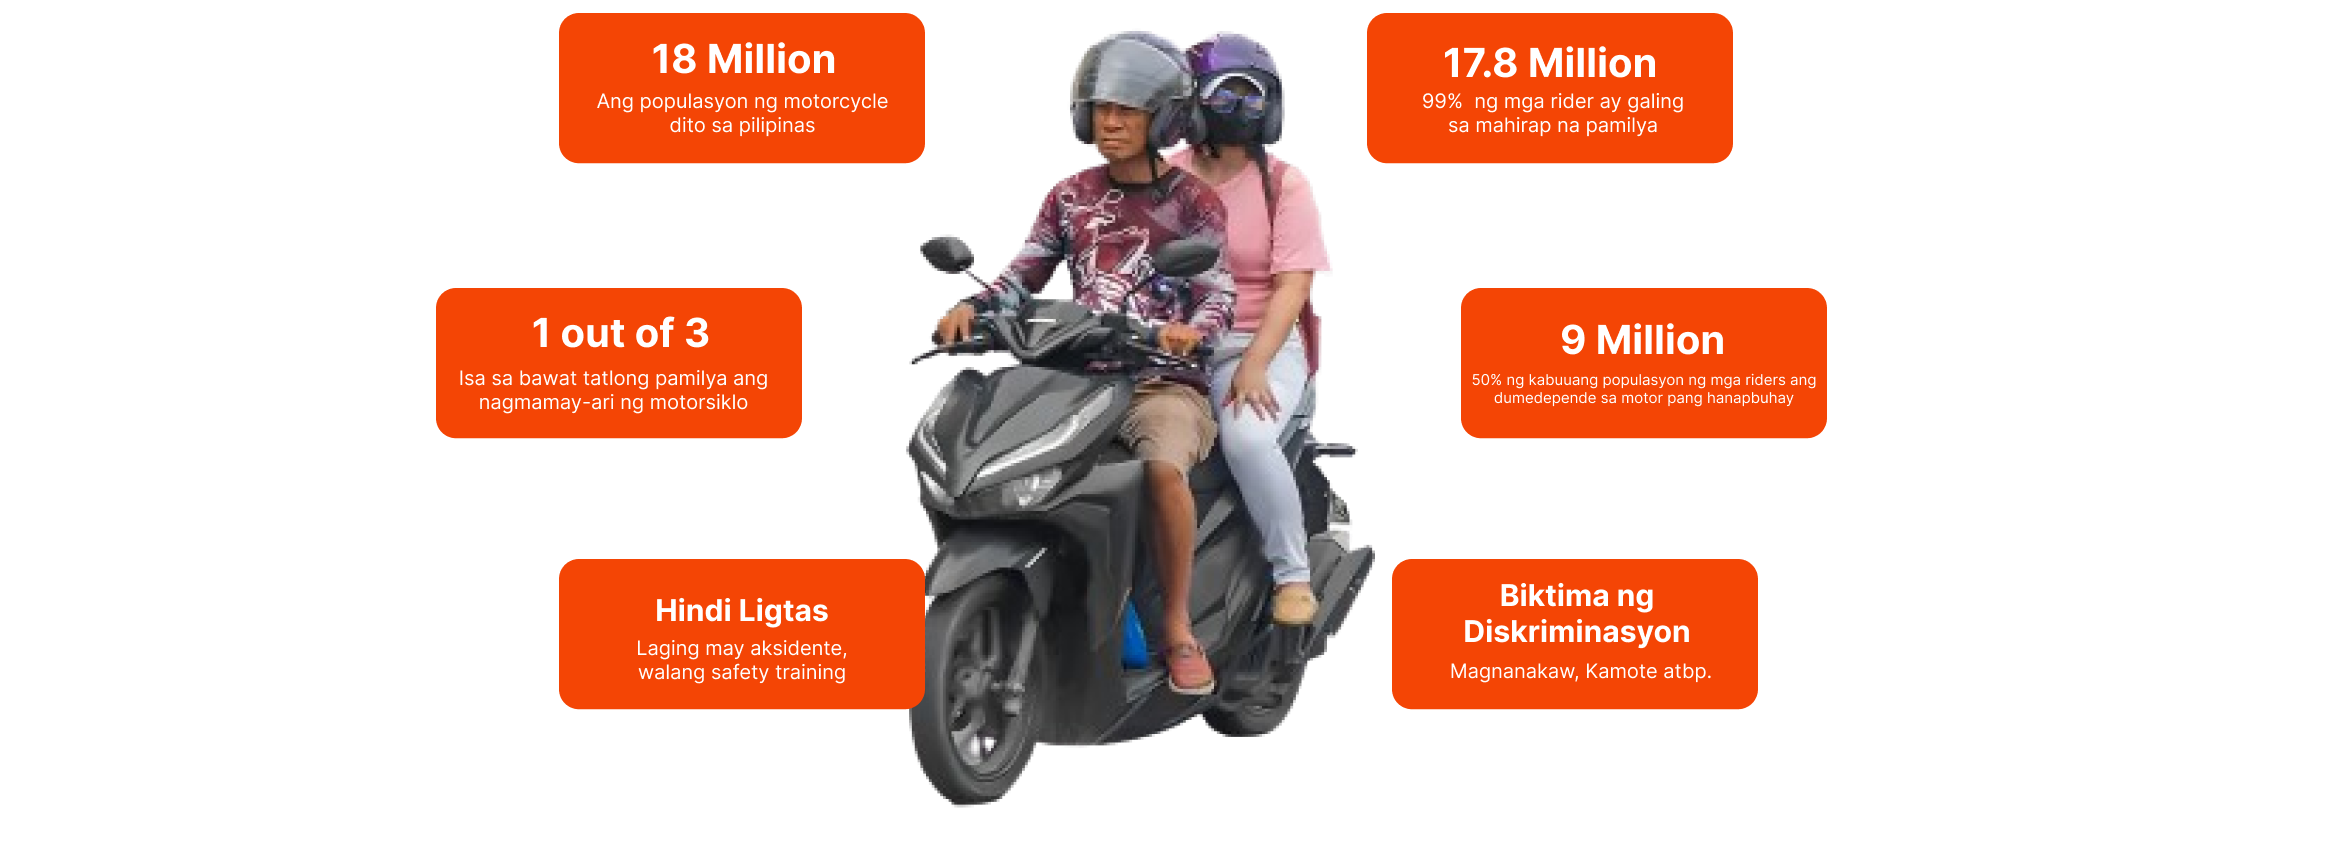 18 Million
Ang populasyon ng motorcycle
dito sa pilipinas
17.8 Million
99% ng mga rider ay galing
sa mahirap na pamilya
1 out of 3
Isa sa bawat tatlong pamilya ang
nagmamay-ari ng motorsiklo
9 Million
50% ng kabuuang populasyon ng mga riders ang
dumedepende sa motor pang hanapbuhay
Hindi Ligtas
Laging may aksidente,
walang safety training
Biktima ng
Diskriminasyon
Magnanakaw, Kamote atbp.